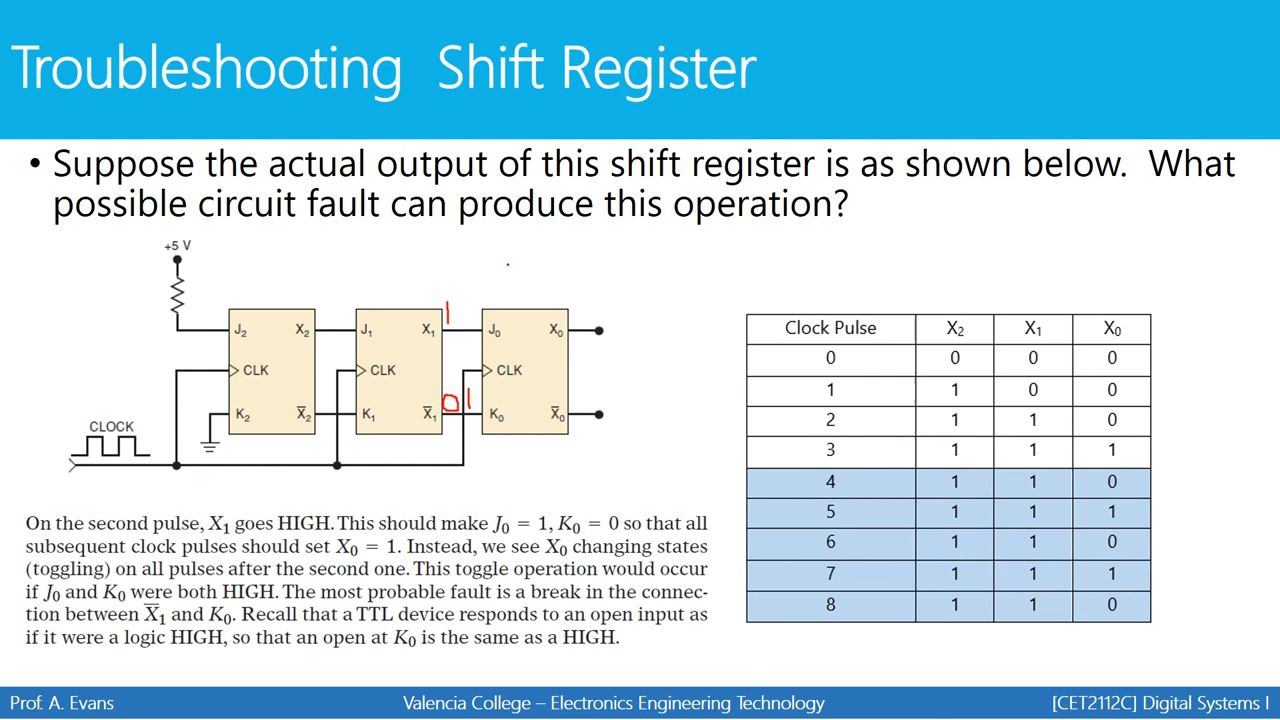 Troubleshooting Shift Register
• Suppose the actual output of this shift register is as shown below. What
possible circuit fault can produce this operation?
+5 V
J2 X2 J1 X1 1 J0 X0
CLK CLK CLK
K2 X̅2 K1 X̅1 0 1 K0 X̅0
CLOCK
On the second pulse, X1 goes HIGH. This should make J0 = 1, K0 = 0 so that all
subsequent clock pulses should set X0 = 1. Instead, we see X0 changing states
(toggling) on all pulses after the second one. This toggle operation would occur
if J0 and K0 were both HIGH. The most probable fault is a break in the connec-
tion between X̅1 and K0. Recall that a TTL device responds to an open input as
if it were a logic HIGH, so that an open at K0 is the same as a HIGH.
Clock Pulse X2 X1 X0
0 0 0 0
1 1 0 0
2 1 1 0
3 1 1 1
4 1 1 0
5 1 1 1
6 1 1 0
7 1 1 1
8 1 1 0
Prof. A. Evans Valencia College – Electronics Engineering Technology [CET2112C] Digital Systems I